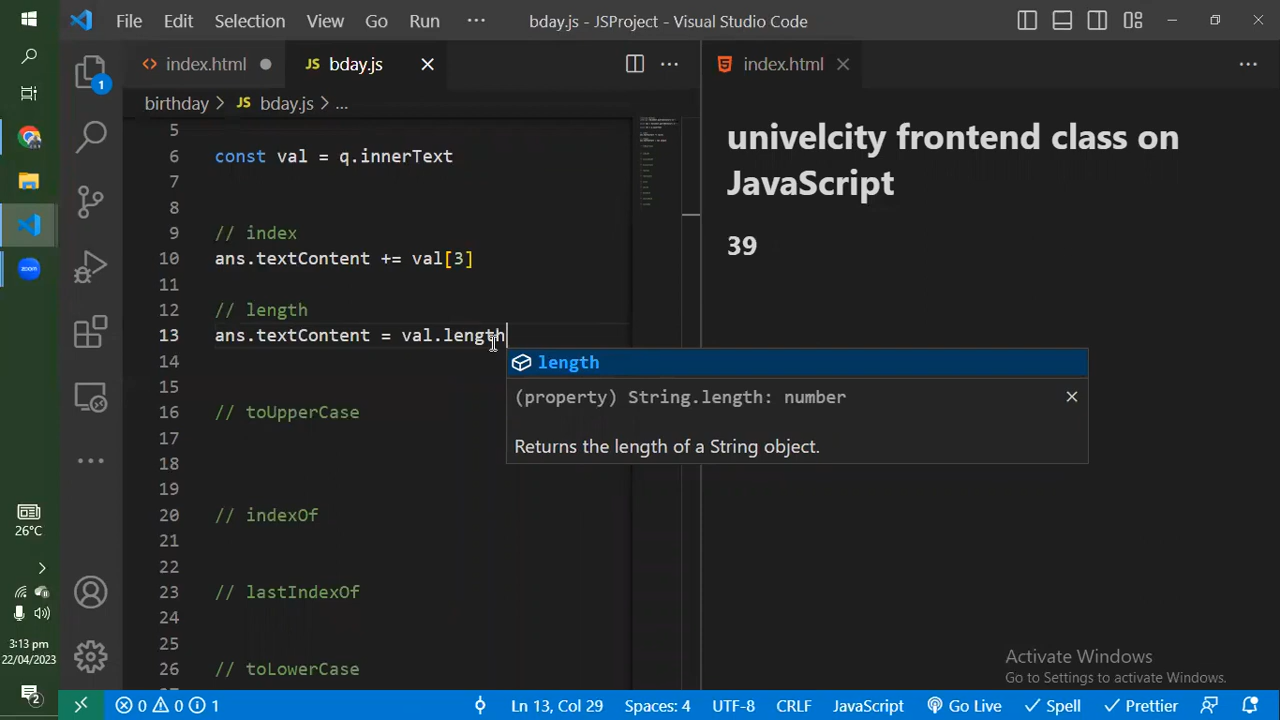 File Edit Selection View Go Run ··· bday.js - JSProject - Visual Studio Code
index.html
JS bday.js
index.html
birthday > JS bday.js > ...
5
6 const val = q.innerText
7
8
9 // index
10 ans.textContent += val[3]
11
12 // length
13 ans.textContent = val.length
14
15
16 // toUpperCase
17
18
19
20 // indexOf
21
22
23 // lastIndexOf
24
25
26 // toLowerCase
length
(property) String.length: number
Returns the length of a String object.
univelcity frontend class on
JavaScript
39
Activate Windows
Go to Settings to activate Windows.
1
zoom
26°C
3:13 pm
22/04/2023
2
0 0 1 Ln 13, Col 29 Spaces: 4 UTF-8 CRLF JavaScript Go Live Spell Prettier